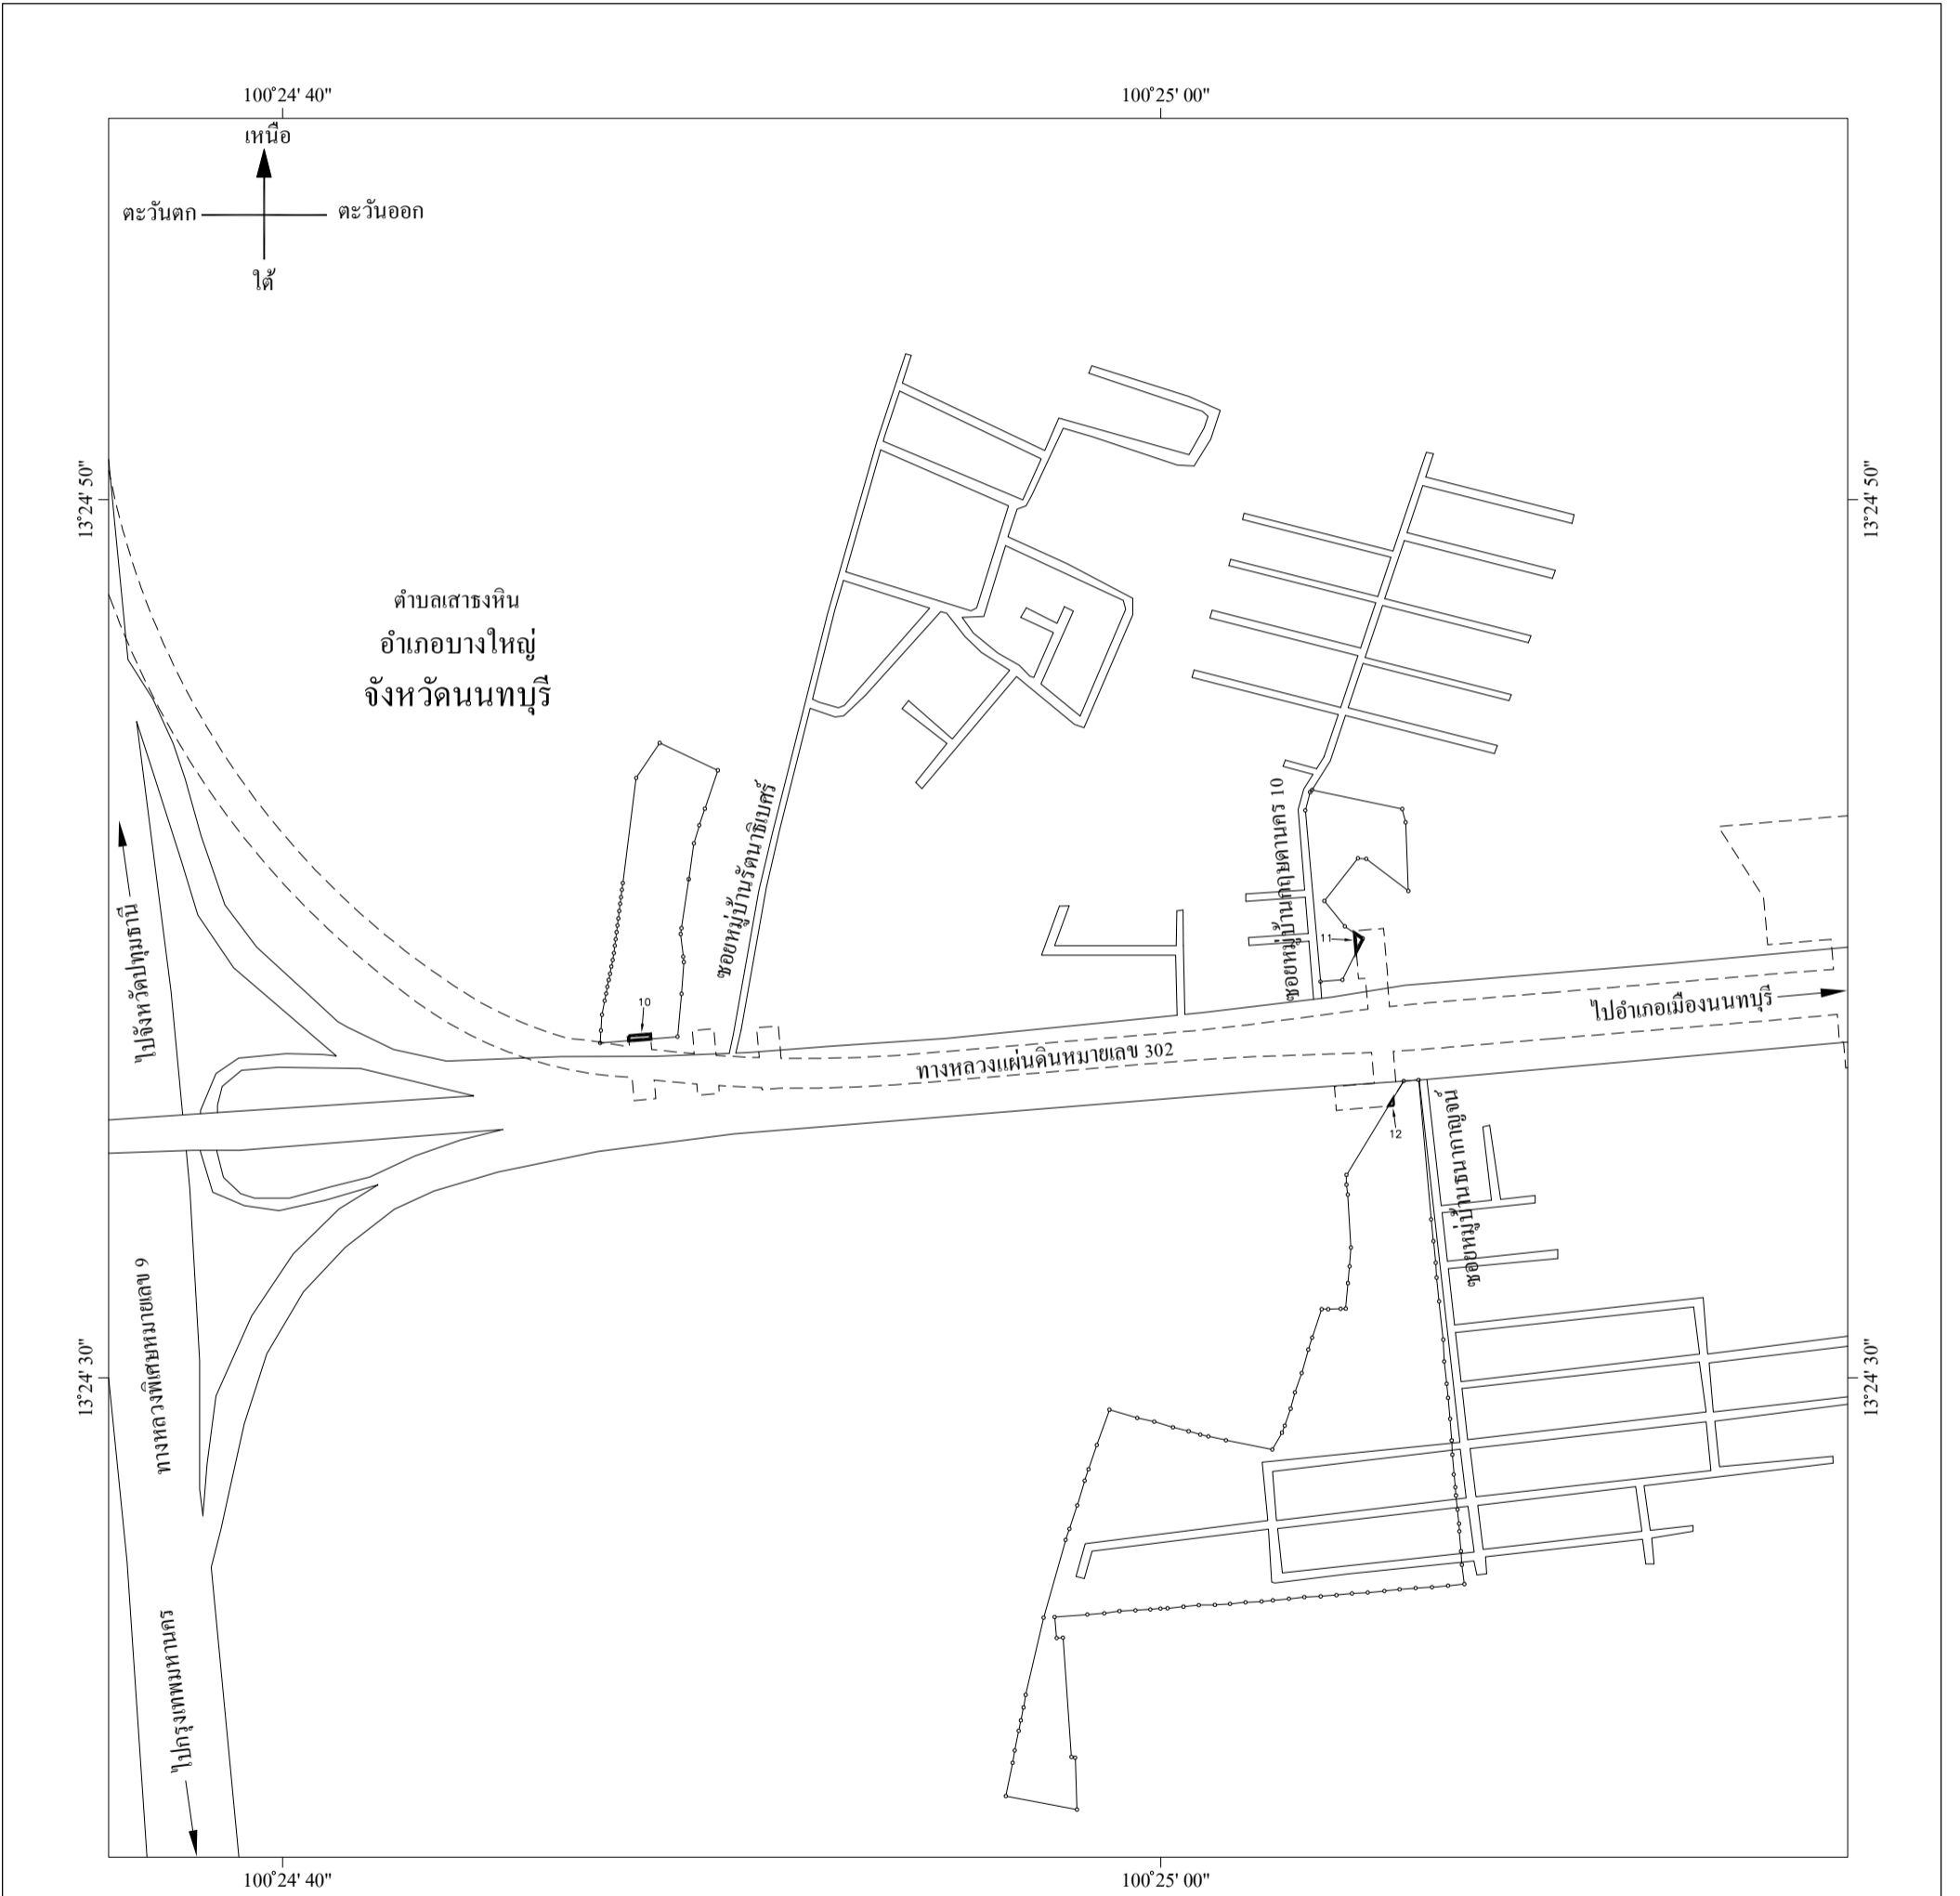 100°24' 40"
100°25' 00"
เหนือ
ตะวันตก
ตะวันออก
ใต้
13°24' 50"
13°24' 50"
ตำบลเสาธงหิน
อำเภอบางใหญ่
จังหวัดนนทบุรี
ซอยหมู่บ้านรัตนาธิเบศร์
ซอยหมู่บ้านกฤษดานคร 10
ไปจังหวัดปทุมธานี
10
11
ไปอำเภอเมืองนนทบุรี
ทางหลวงแผ่นดินหมายเลข 302
12
ซอยหมู่บ้านธนากาญจน์
ทางหลวงพิเศษหมายเลข 9
13°24' 30"
13°24' 30"
ไปกรุงเทพมหานคร
100°24' 40"
100°25' 00"